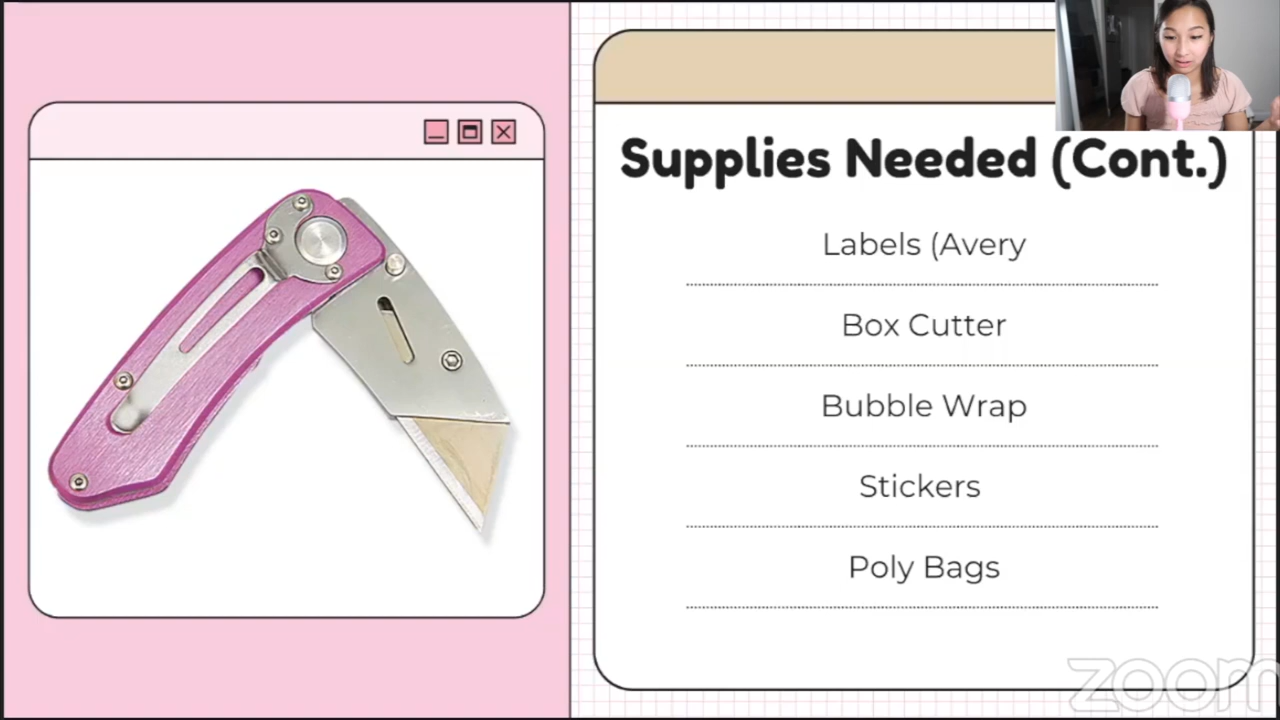 Supplies Needed (Cont.)
Labels (Avery
Box Cutter
Bubble Wrap
Stickers
Poly Bags
zoom